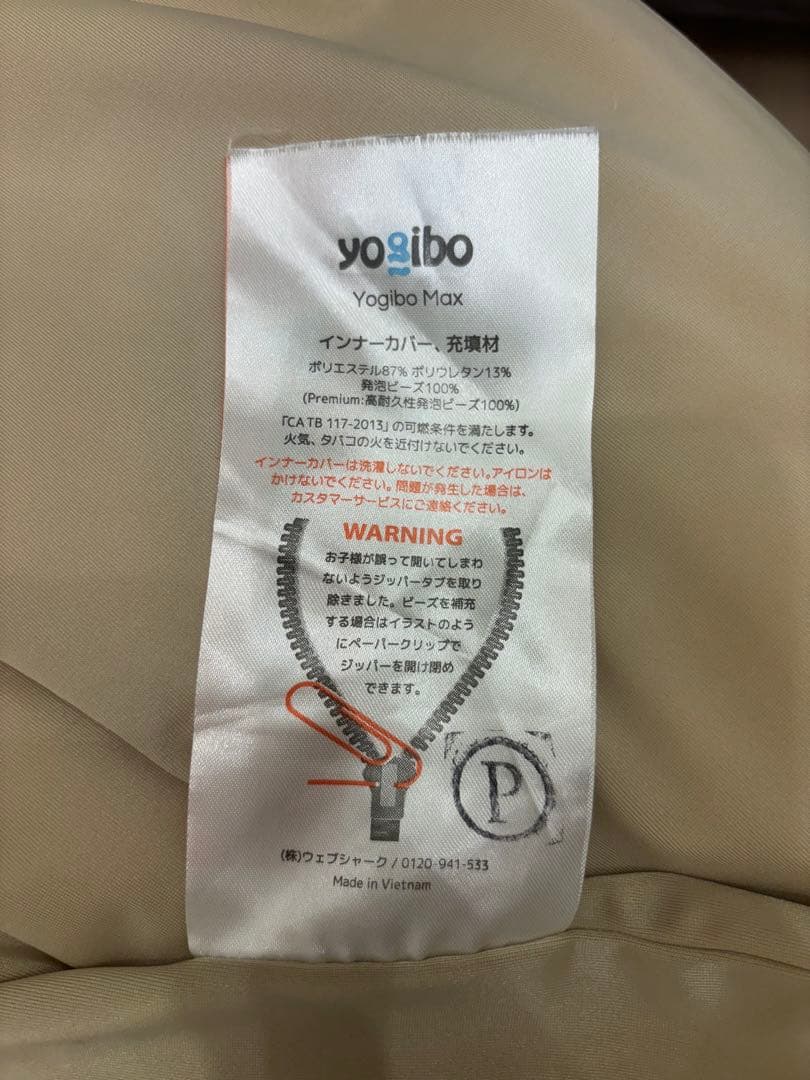 yogibo
Yogibo Max
インナーカバー、充填材
ポリエステル87% ポリウレタン13%
発泡ビーズ100%
(Premium:高耐久性発泡ビーズ100%)
「CA TB 117-2013」の可燃条件を満たします。
火気、タバコの火を近付けないでください。
インナーカバーは洗濯しないでください。アイロンは
かけないでください。問題が発生した場合は、
カスタマーサービスにご連絡ください。
WARNING
お子様が誤って開いてしまわ
ないようジッパータブを取り
除きました。ビーズを補充
する場合はイラストのよう
にペーパークリップで
ジッパーを開け閉め
できます。
P
(株)ウェブシャーク / 0120-941-533
Made in Vietnam